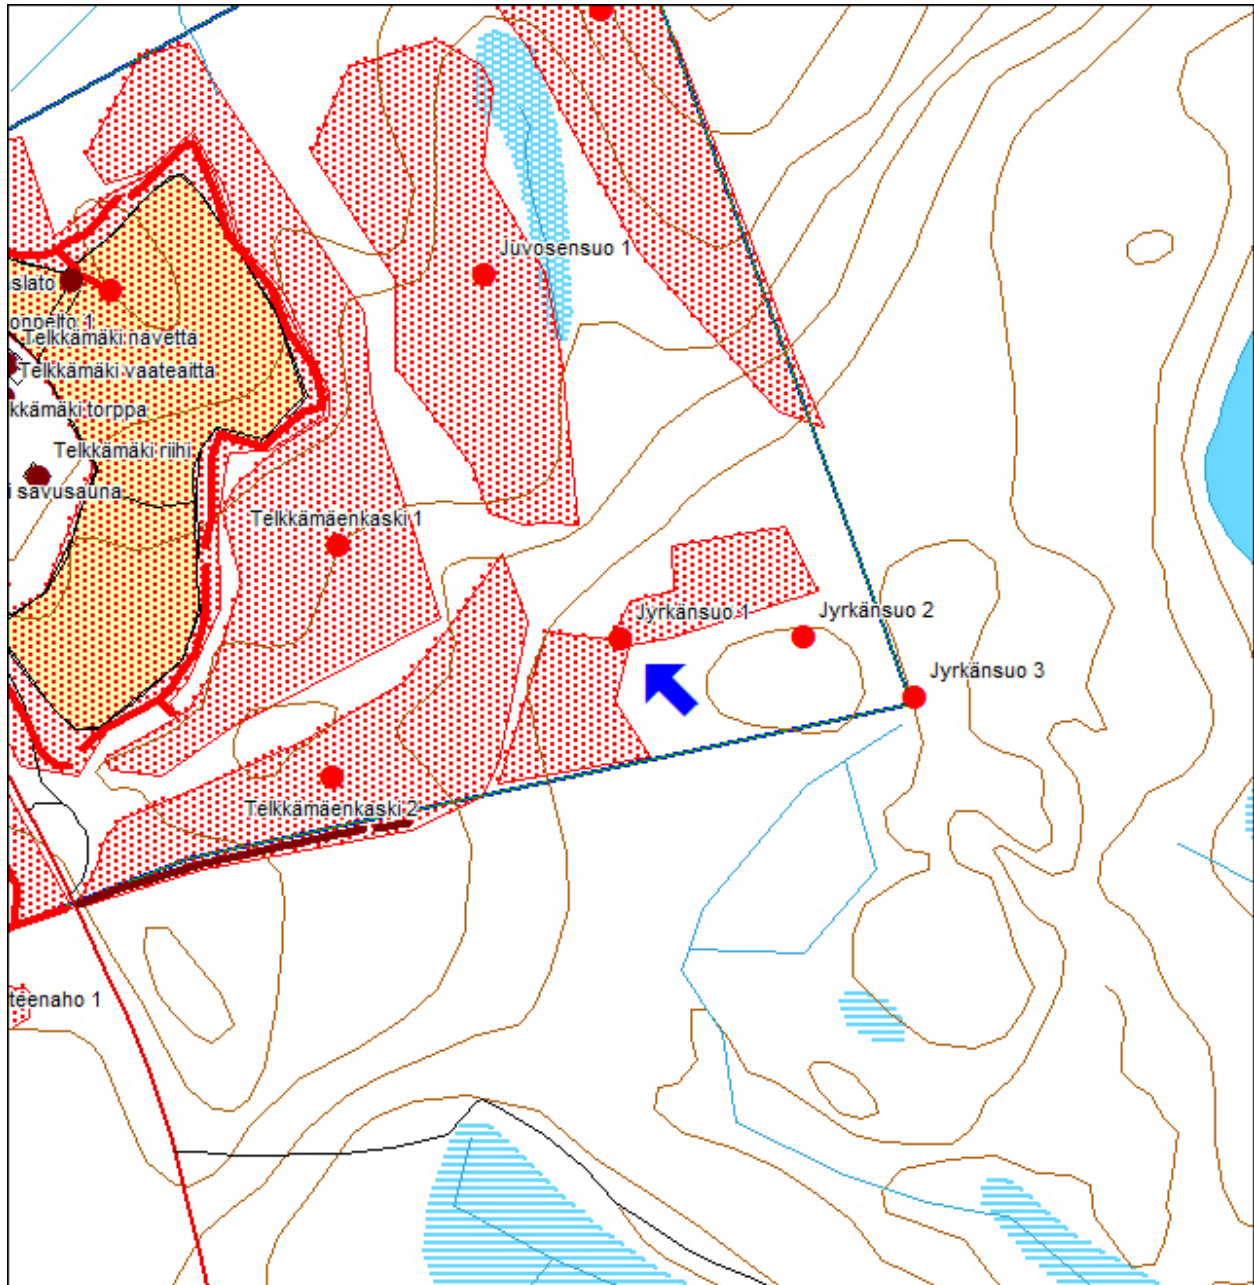 Juvosensuo 1
aslato
onpelto 1
Telkkämäki navetta
Telkkämäki vaateaitta
kkämäki torppa
Telkkämäki riihi
i savusauna
Telkkämäenkaski 1
Jyrkänsuo 1
Jyrkänsuo 2
Jyrkänsuo 3
Telkkämäenkaski 2
teenaho 1